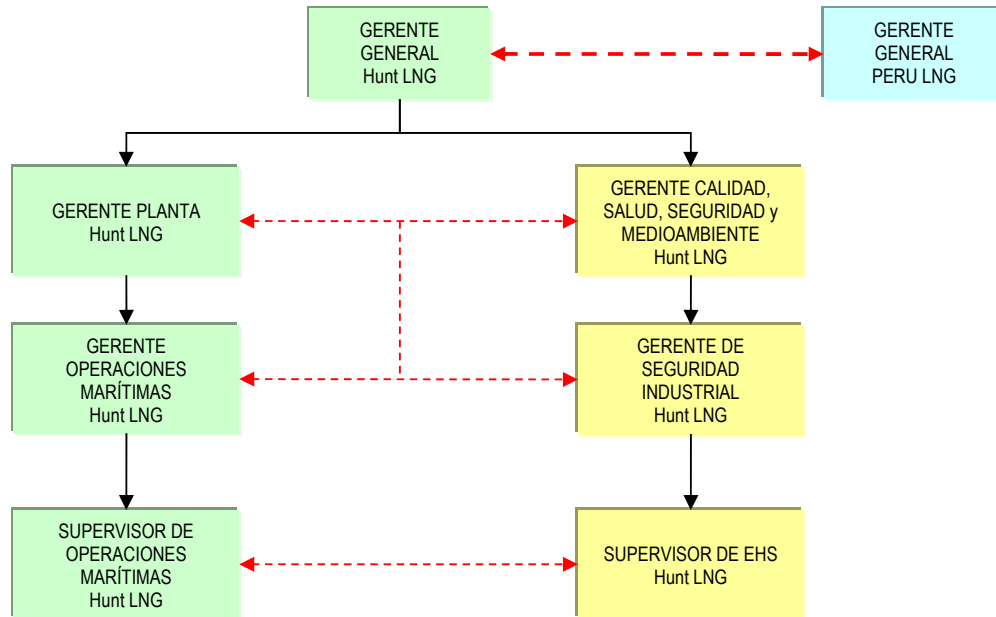 GERENTE
GENERAL
Hunt LNG
GERENTE
GENERAL
PERU LNG
GERENTE PLANTA
Hunt LNG
GERENTE CALIDAD,
SALUD, SEGURIDAD y
MEDIOAMBIENTE
Hunt LNG
GERENTE
OPERACIONES
MARÍTIMAS
Hunt LNG
GERENTE DE
SEGURIDAD
INDUSTRIAL
Hunt LNG
SUPERVISOR DE
OPERACIONES
MARÍTIMAS
Hunt LNG
SUPERVISOR DE EHS
Hunt LNG